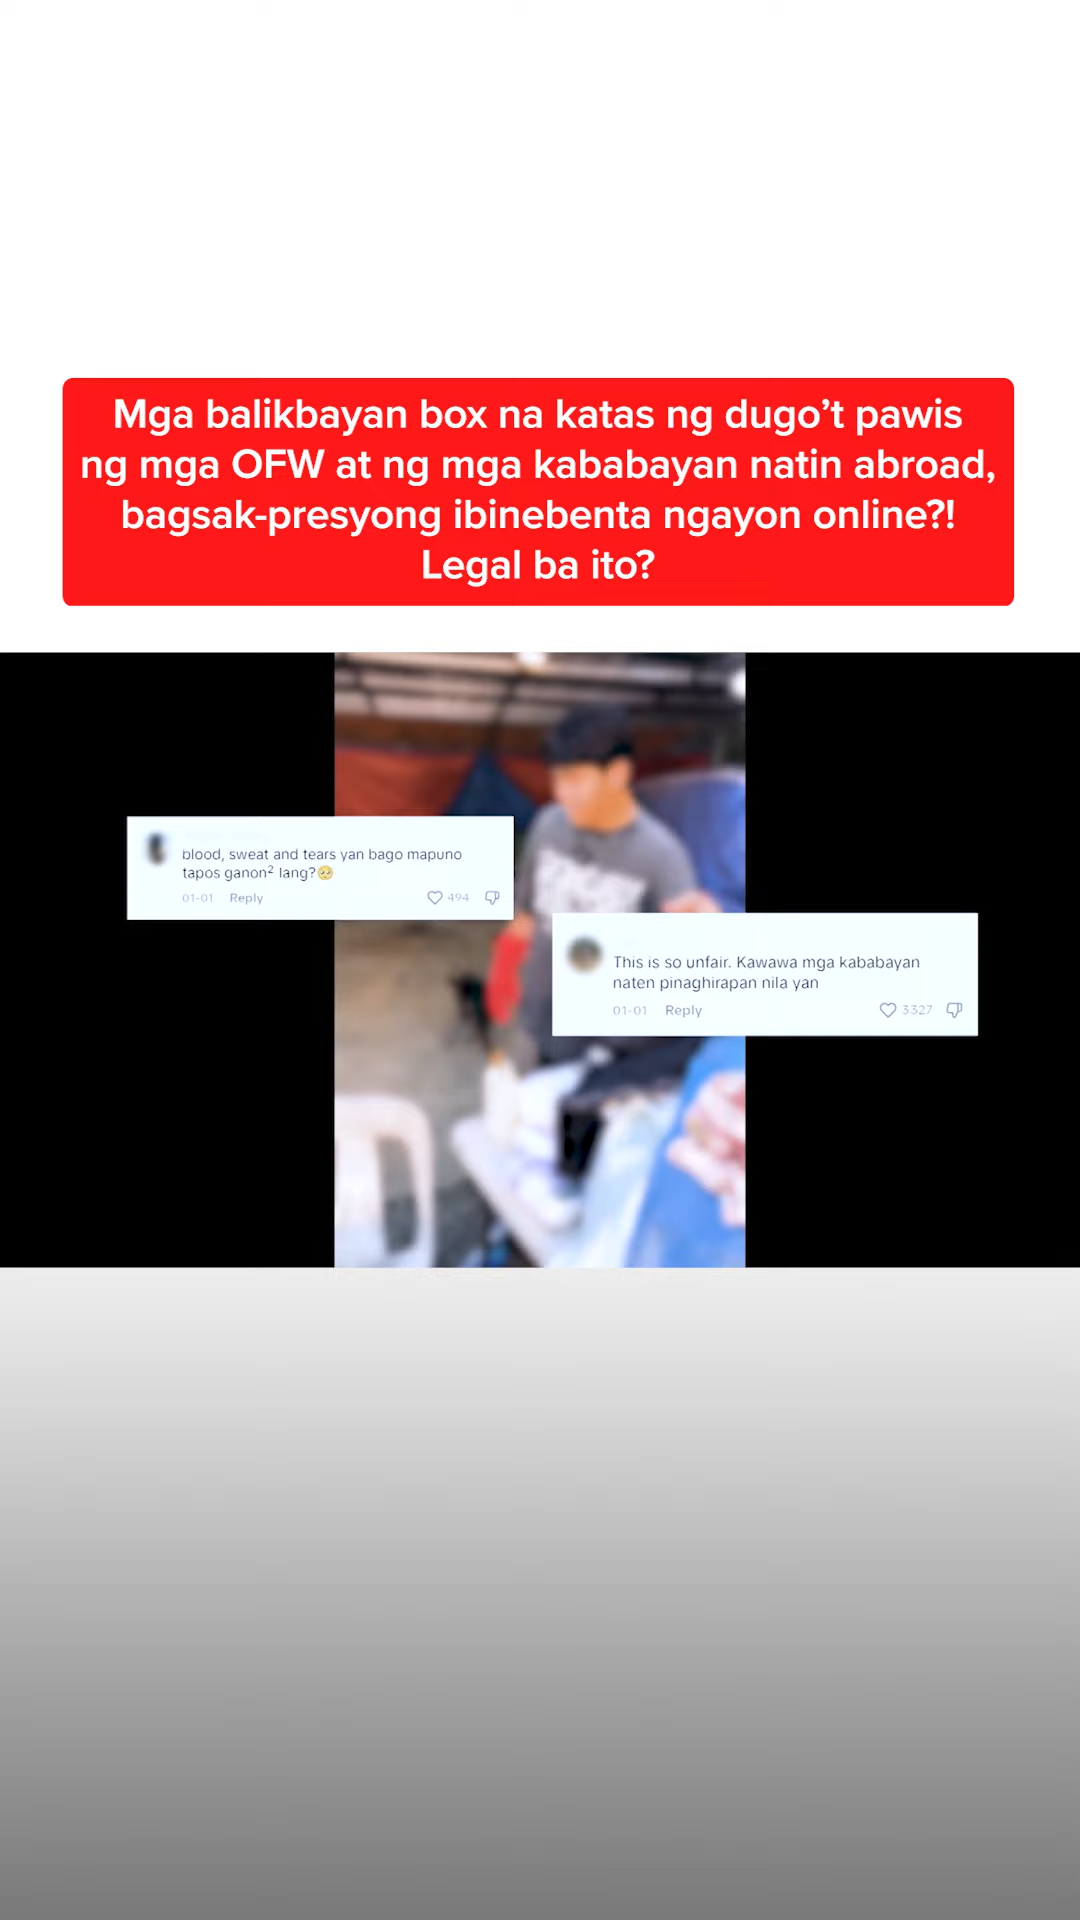 Mga balikbayan box na katas ng dugo’t pawis
ng mga OFW at ng mga kababayan natin abroad,
bagsak-presyong ibinebenta ngayon online?!
Legal ba ito?
blood, sweat and tears yan bago mapuno
tapos ganon² lang?🥺
01-01 Reply 494
This is so unfair. Kawawa mga kababayan
naten pinaghirapan nila yan
01-01 Reply 3327